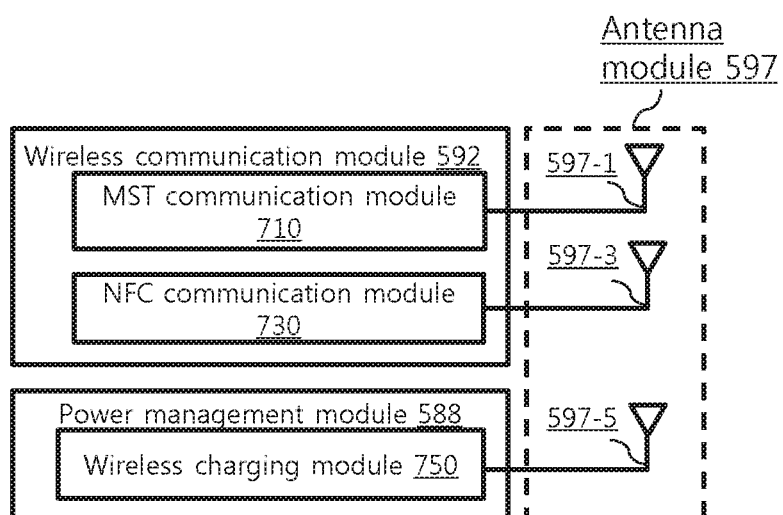 Antenna
module 597
Wireless communication module 592
MST communication module
710
597-1
NFC communication module
730
597-3
Power management module 588
Wireless charging module 750
597-5